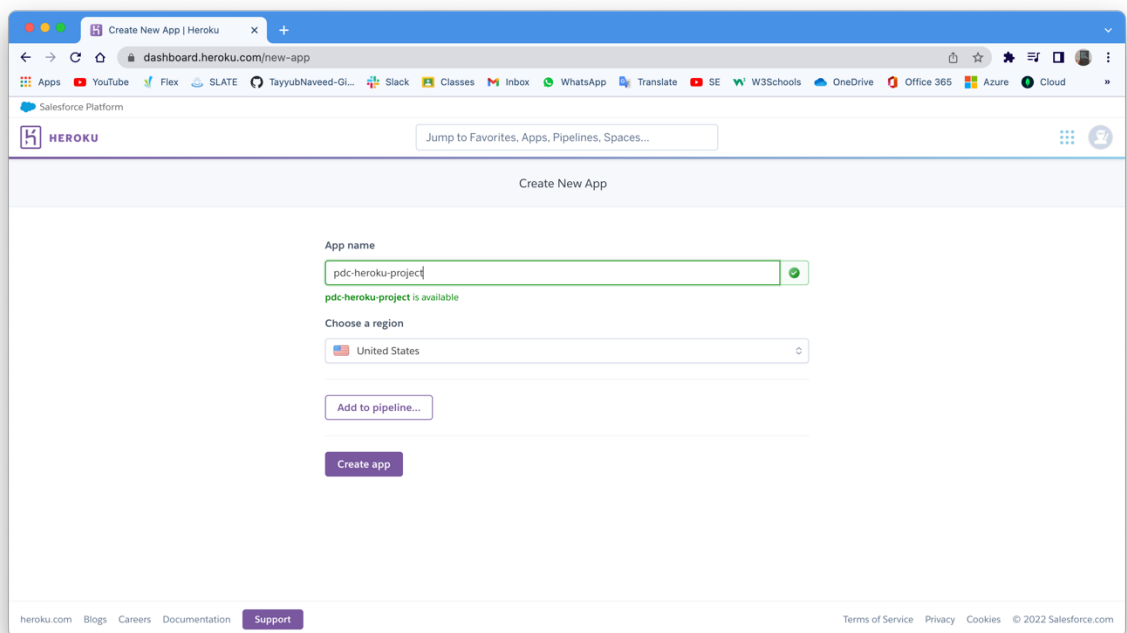 Create New App | Heroku
dashboard.heroku.com/new-app
Apps YouTube Flex SLATE TayyubNaveed-Gi... Slack Classes Inbox WhatsApp Translate SE W3Schools OneDrive Office 365 Azure Cloud »
Salesforce Platform
HEROKU Jump to Favorites, Apps, Pipelines, Spaces...
Create New App
App name
pdc-heroku-project
pdc-heroku-project is available
Choose a region
United States
Add to pipeline...
Create app
heroku.com Blogs Careers Documentation Support Terms of Service Privacy Cookies © 2022 Salesforce.com